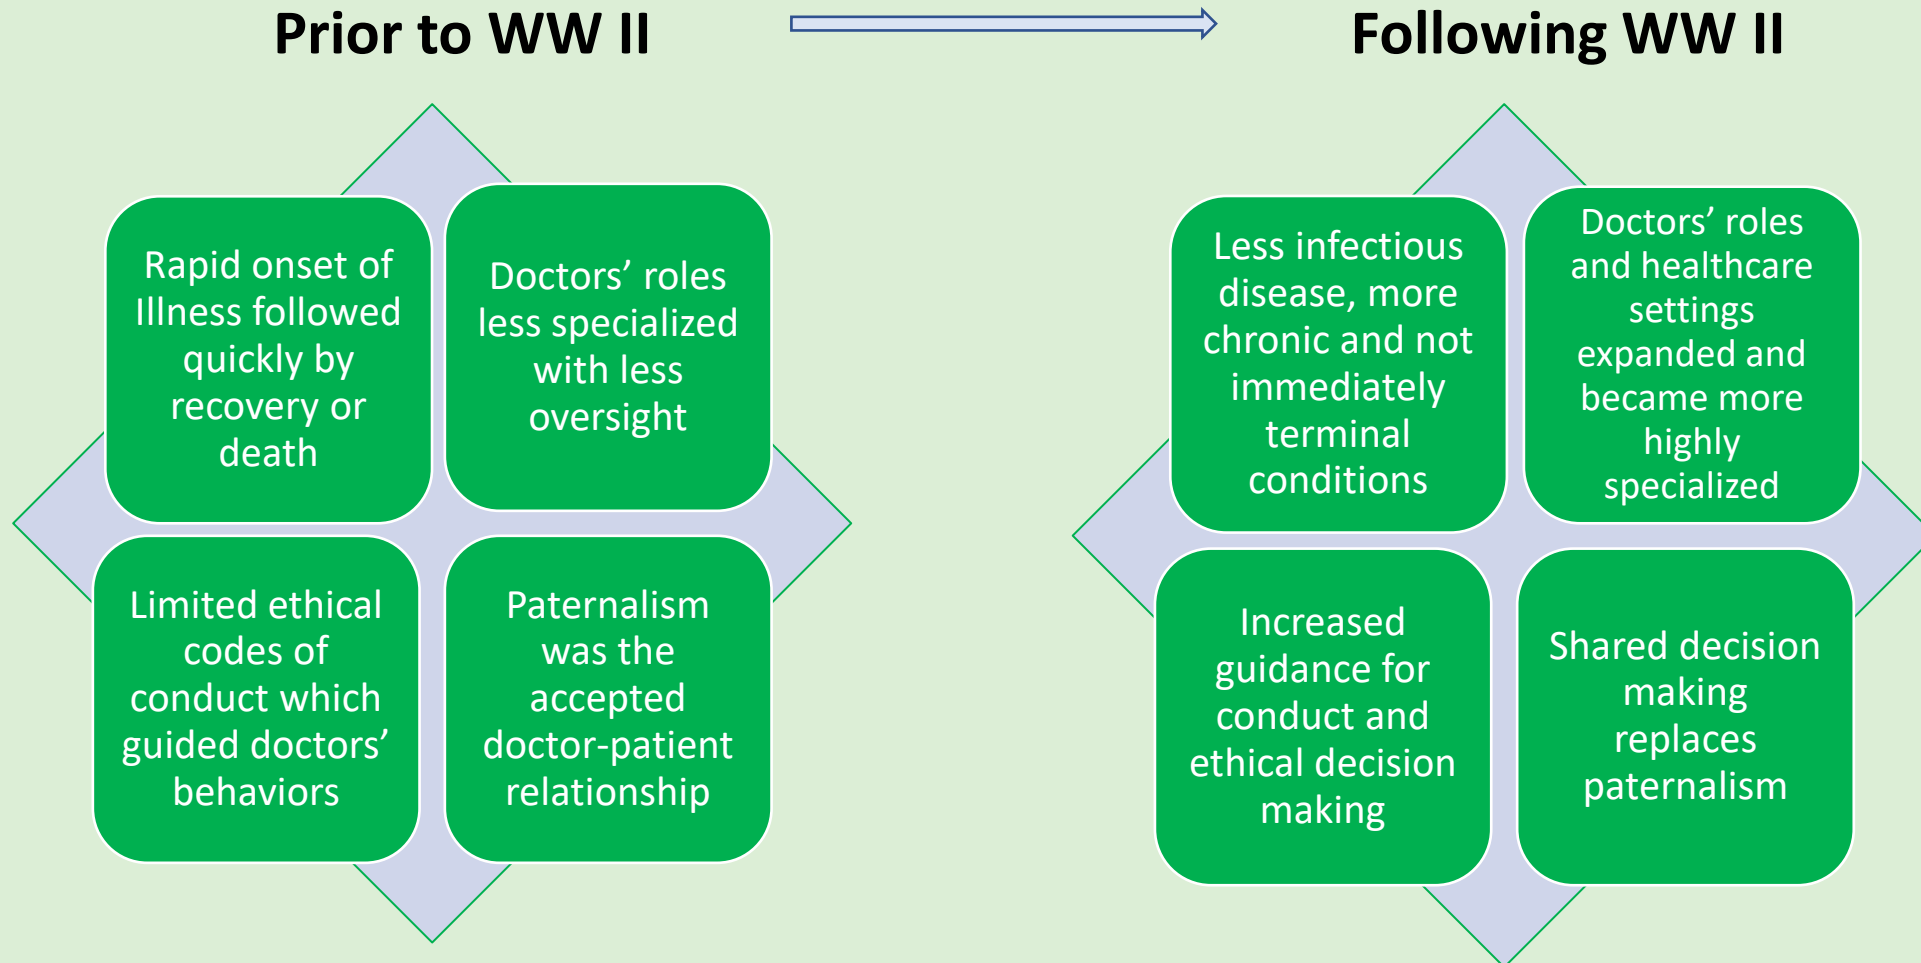 Prior to WW II
Following WW II
Rapid onset of
Illness followed
quickly by
recovery or
death
Doctors’ roles
less specialized
with less
oversight
Limited ethical
codes of
conduct which
guided doctors’
behaviors
Paternalism
was the
accepted
doctor-patient
relationship
Less infectious
disease, more
chronic and not
immediately
terminal
conditions
Doctors’ roles
and healthcare
settings
expanded and
became more
highly
specialized
Increased
guidance for
conduct and
ethical decision
making
Shared decision
making
replaces
paternalism